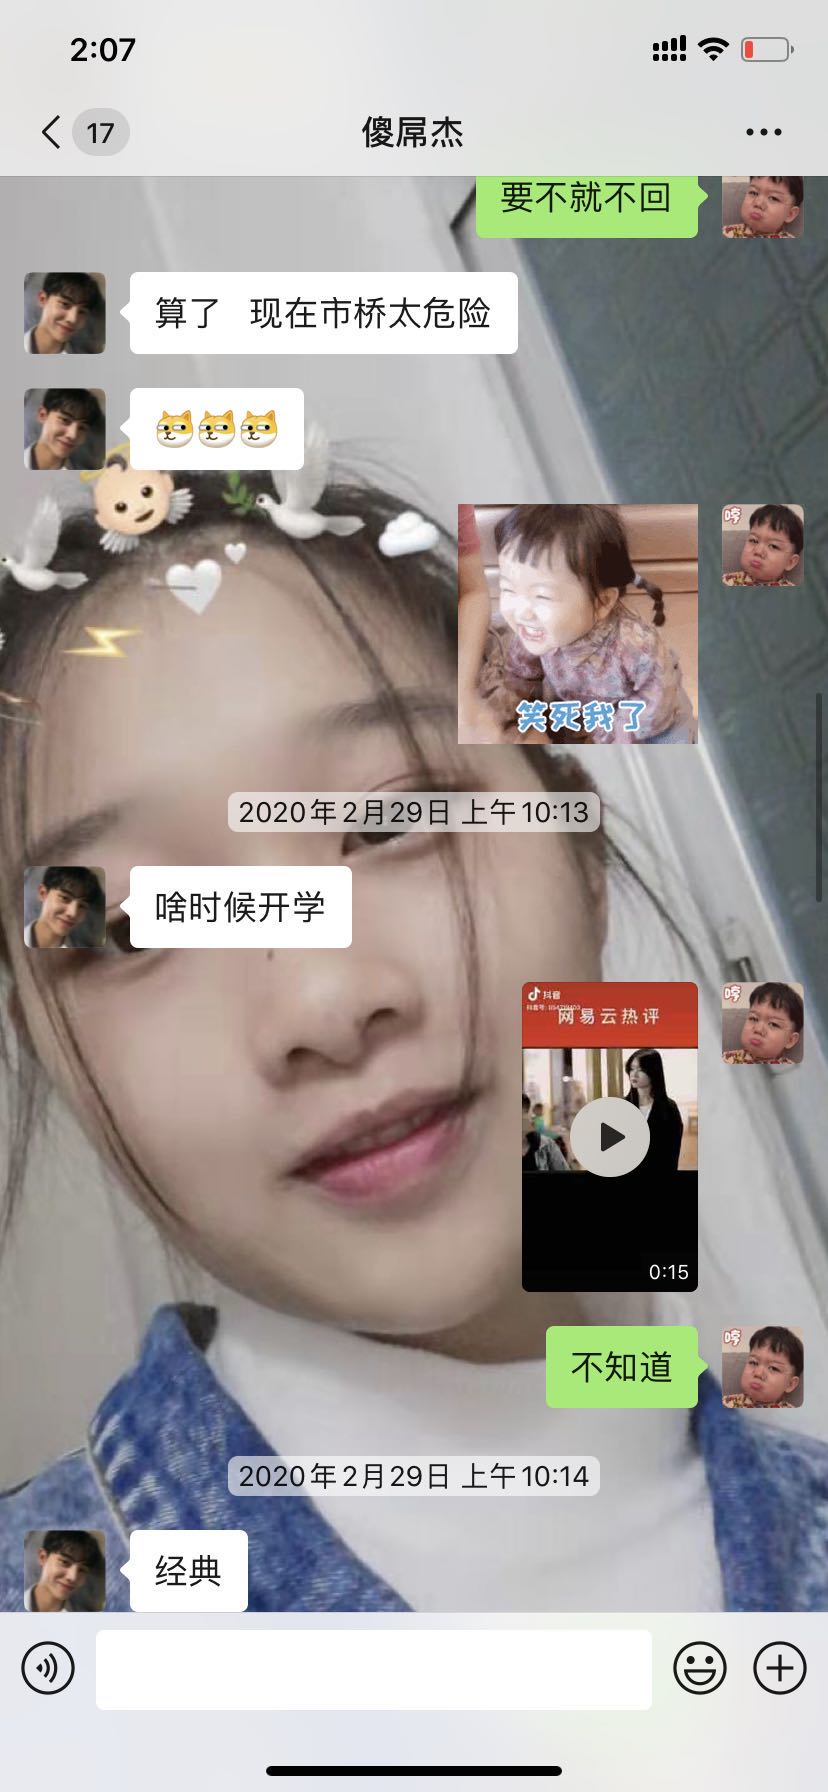 2:07
17
傻屌杰
要不就不回
算了 现在市桥太危险
哼
笑死我了
2020年2月29日 上午10:13
啥时候开学
抖音
网易云热评
哼
0:15
不知道
哼
2020年2月29日 上午10:14
经典